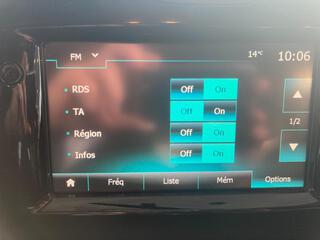 FM 14°C 10:06
RDS Off On
TA Off On
Région Off On
1/2
Infos Off On
Fréq Liste Mém Options